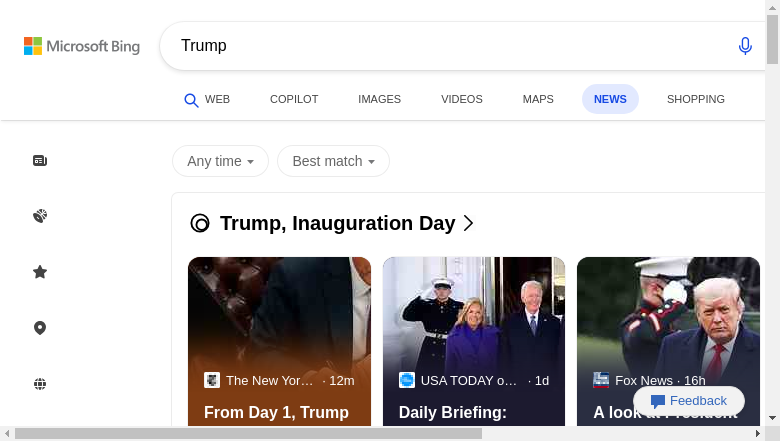 Microsoft Bing
Trump
WEB
COPILOT
IMAGES
VIDEOS
MAPS
NEWS
SHOPPING
Any time
Best match
Trump, Inauguration Day
The New Yor… · 12m
From Day 1, Trump
USA TODAY o… · 1d
Daily Briefing:
Fox News · 16h
A look at President
Feedback